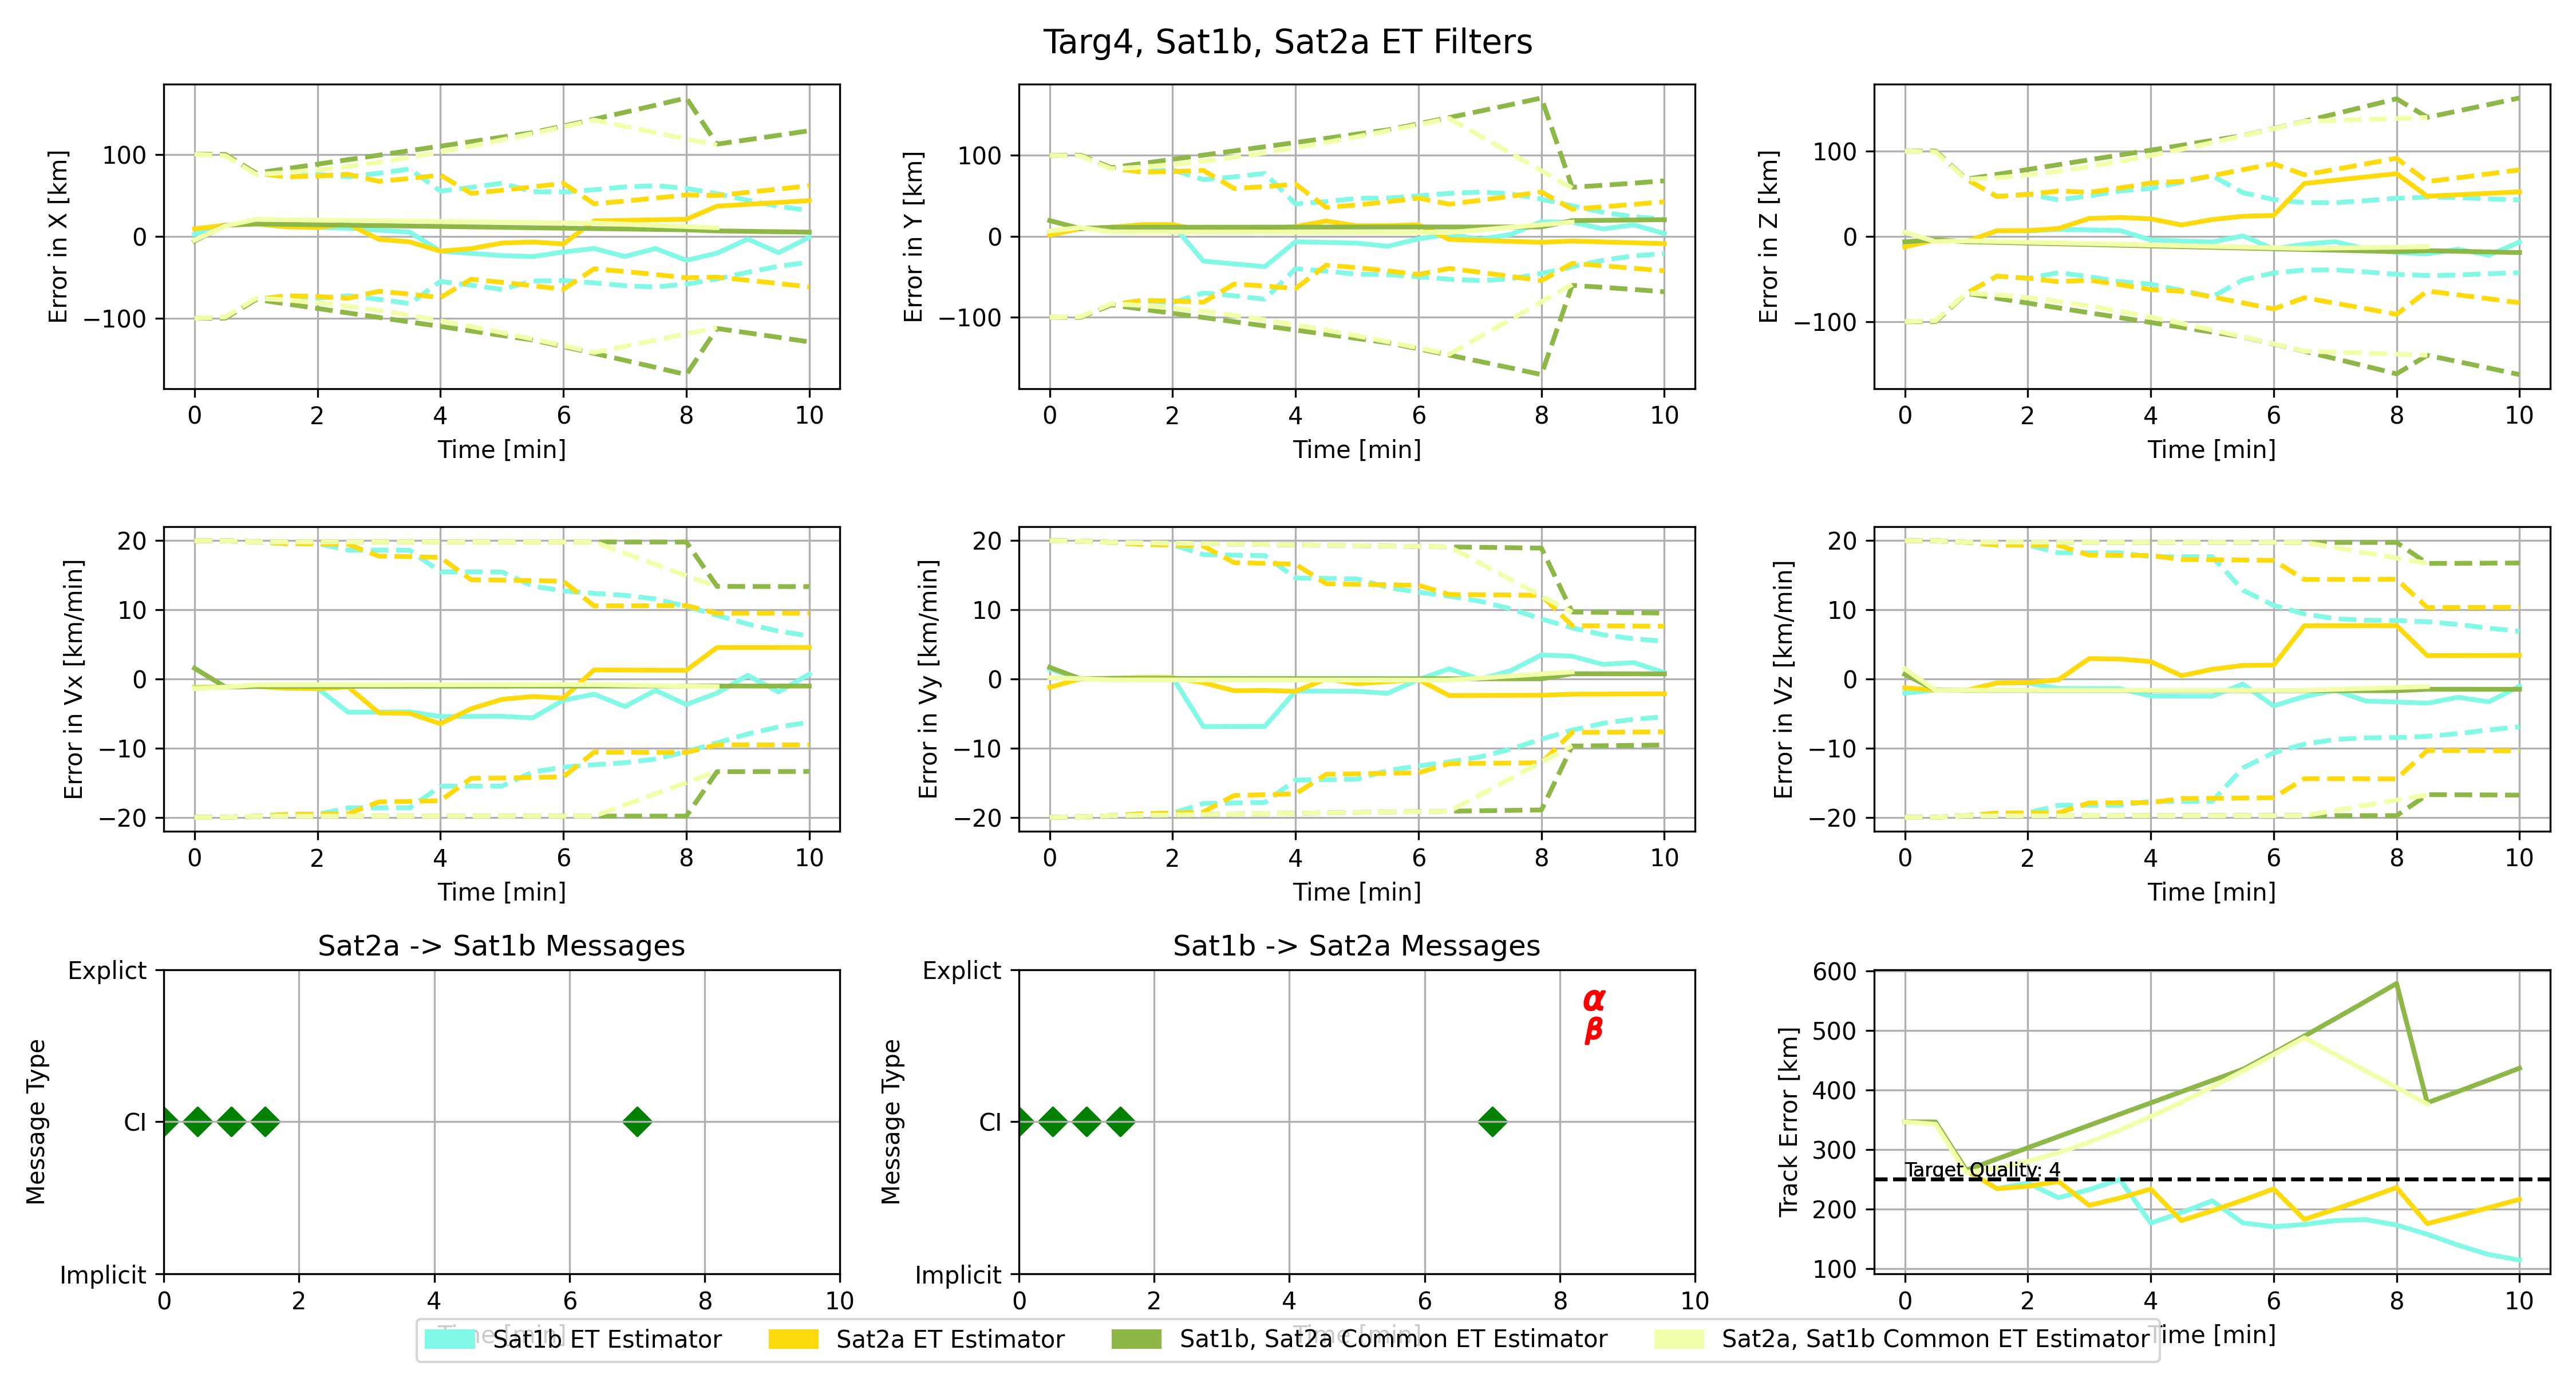 Targ4, Sat1b, Sat2a ET Filters
Error in X [km]
100
0
−100
0 2 4 6 8 10
Time [min]
Error in Y [km]
100
0
−100
0 2 4 6 8 10
Time [min]
Error in Z [km]
100
0
−100
0 2 4 6 8 10
Time [min]
Error in Vx [km/min]
20
10
0
−10
−20
0 2 4 6 8 10
Time [min]
Error in Vy [km/min]
20
10
0
−10
−20
0 2 4 6 8 10
Time [min]
Error in Vz [km/min]
20
10
0
−10
−20
0 2 4 6 8 10
Time [min]
Sat2a -> Sat1b Messages
Message Type
Explict
CI
Implicit
0 2 4 6 8 10
Time [min]
Sat1b -> Sat2a Messages
Message Type
Explict
CI
Implicit
α
β
0 2 4 6 8 10
Time [min]
Track Error [km]
600
500
400
300
200
100
Target Quality: 4
0 2 4 6 8 10
Time [min]
Sat1b ET Estimator
Sat2a ET Estimator
Sat1b, Sat2a Common ET Estimator
Sat2a, Sat1b Common ET Estimator